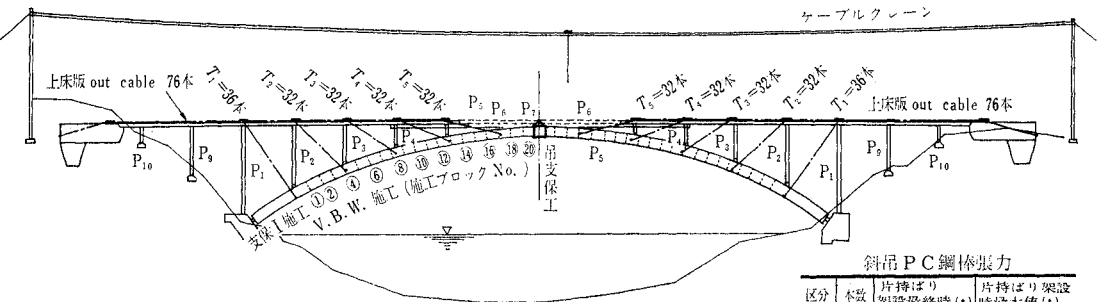 ケーブルクレーン
上床版 out cable 76本
T₁=36本
T₂=32本
T₃=32本
T₄=32本
T₅=32本
P₅
P₆
P₇
P₆
T₅=32本
T₄=32本
T₃=32本
T₂=32本
T₁=36本
上床版 out cable 76本
P₁₀
P₉
P₁
P₂
P₃
P₄
P₅
P₄
P₃
P₂
P₁
P₉
P₁₀
支保工施工
①②④⑥⑧⑩⑫⑭⑯⑱⑳
V.B.W. 施工(施工ブロックNo.)
吊支保工
斜吊PC鋼棒張力
区分 本数 片持ばり 片持ばり架設
架設最終時(t)